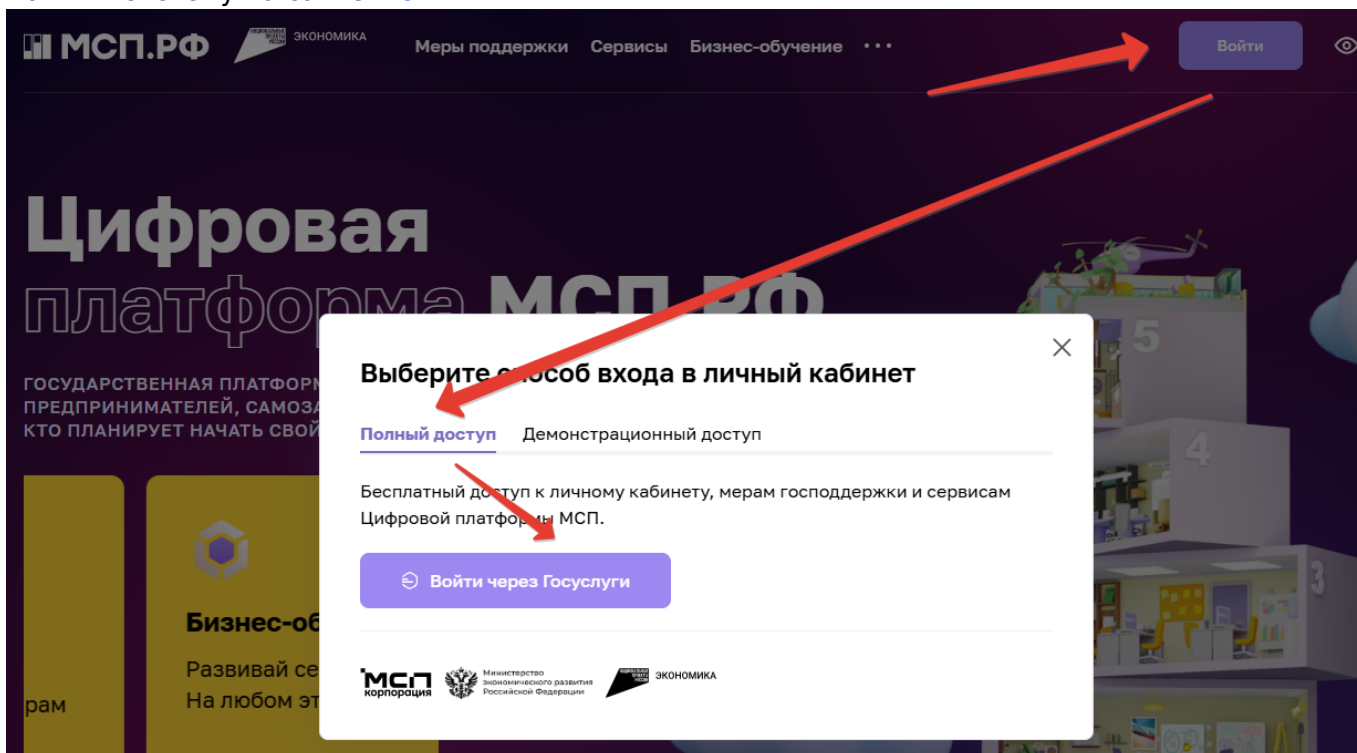 МСП.РФ
НАЦИОНАЛЬНЫЕ ПРОЕКТЫ РОССИИ
ЭКОНОМИКА
Меры поддержки Сервисы Бизнес-обучение ···
Войти
Цифровая
платформа МСП.РФ
ГОСУДАРСТВЕННАЯ ПЛАТФОРМ
ПРЕДПРИНИМАТЕЛЕЙ, САМОЗА
КТО ПЛАНИРУЕТ НАЧАТЬ СВОЙ
5
4
3
Выберите способ входа в личный кабинет
Полный доступ Демонстрационный доступ
Бесплатный доступ к личному кабинету, мерам господдержки и сервисам
Цифровой платформы МСП.
Войти через Госуслуги
МСП
корпорация
Министерство
экономического развития
Российской Федерации
ЭКОНОМИКА
Бизнес-об
Развивай се
На любом эт
рам